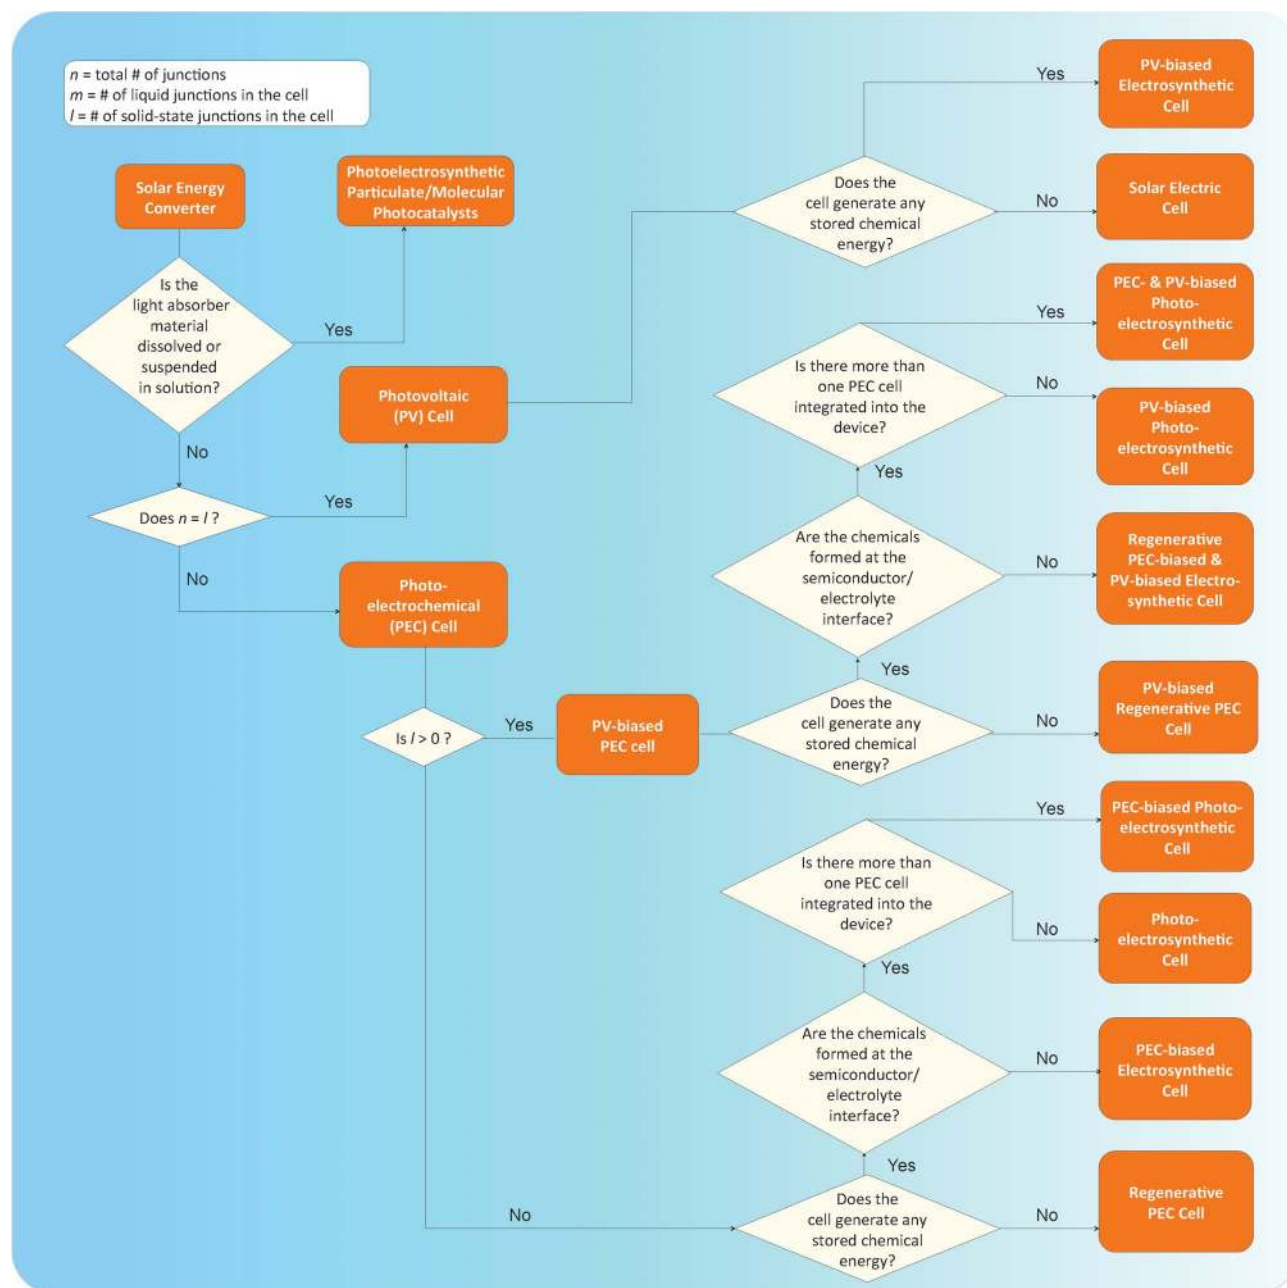 n = total # of junctions
m = # of liquid junctions in the cell
l = # of solid-state junctions in the cell
Solar Energy
Converter
Photoelectrosynthetic
Particulate/Molecular
Photocatalysts
Is the
light absorber
material
dissolved or
suspended
in solution?
Yes
No
Does n = l ?
Yes
No
Photovoltaic
(PV) Cell
Photo-
electrochemical
(PEC) Cell
Is l > 0 ?
Yes
No
PV-biased
PEC cell
Does the
cell generate any
stored chemical
energy?
Yes
PV-biased
Electrosynthetic
Cell
No
Solar Electric
Cell
Is there more than
one PEC cell
integrated into the
device?
Yes
PEC- & PV-biased
Photo-
electrosynthetic
Cell
No
PV-biased
Photo-
electrosynthetic
Cell
Yes
Are the chemicals
formed at the
semiconductor/
electrolyte
interface?
No
Regenerative
PEC-biased &
PV-biased Electro-
synthetic Cell
Yes
Does the
cell generate any
stored chemical
energy?
No
PV-biased
Regenerative PEC
Cell
Is there more than
one PEC cell
integrated into the
device?
Yes
PEC-biased Photo-
electrosynthetic
Cell
No
Photo-
electrosynthetic
Cell
Yes
Are the chemicals
formed at the
semiconductor/
electrolyte
interface?
No
PEC-biased
Electrosynthetic
Cell
Yes
Does the
cell generate any
stored chemical
energy?
No
Regenerative
PEC Cell